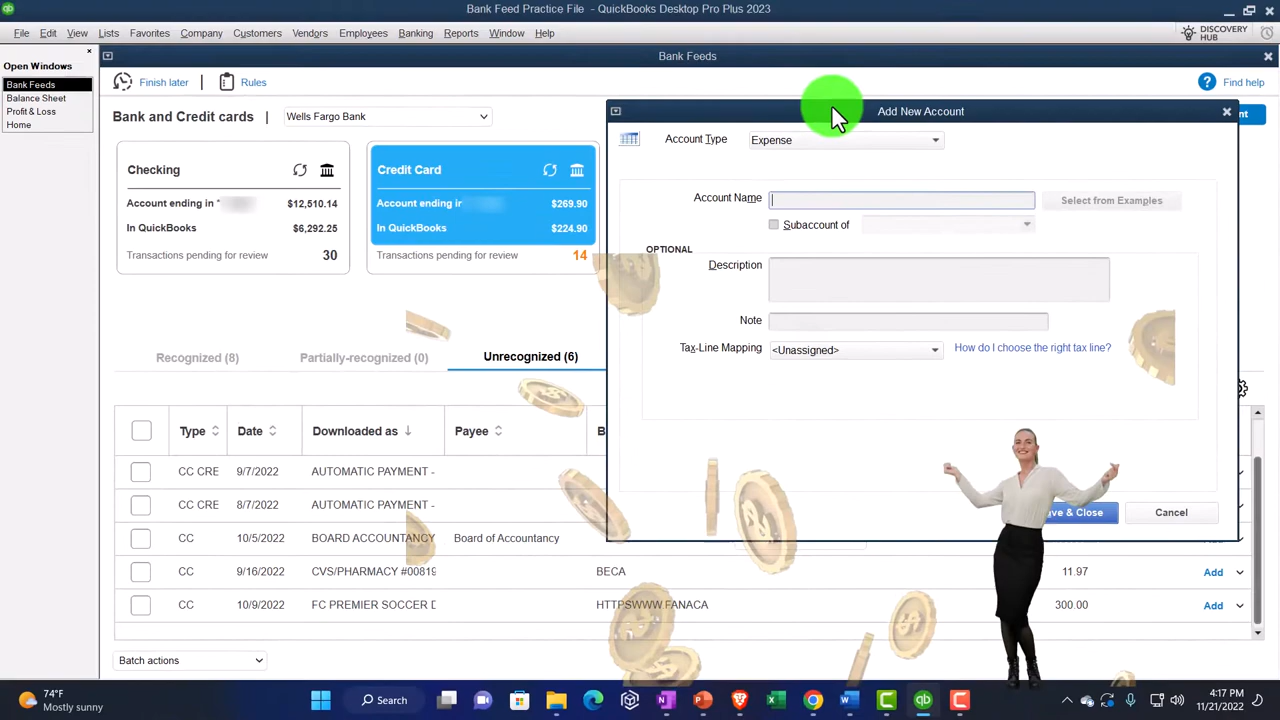 Bank Feed Practice File - QuickBooks Desktop Pro Plus 2023
File Edit View Lists Favorites Company Customers Vendors Employees Banking Reports Window Help
DISCOVERY HUB
Open Windows
Bank Feeds
Balance Sheet
Profit & Loss
Home
Bank Feeds
Finish later | Rules
? Find help
Bank and Credit cards | Wells Fargo Bank
Checking
Account ending in $12,510.14
In QuickBooks $6,292.25
Transactions pending for review 30
Credit Card
Account ending in $269.90
In QuickBooks $224.90
Transactions pending for review 14
Add New Account
Account Type Expense
Account Name Select from Examples
Subaccount of
OPTIONAL
Description
Note
Tax-Line Mapping <Unassigned> How do I choose the right tax line?
& Close Cancel
Recognized (8) Partially-recognized (0) Unrecognized (6)
Type Date Downloaded as Payee
CC CRE 9/7/2022 AUTOMATIC PAYMENT -
CC CRE 8/7/2022 AUTOMATIC PAYMENT -
CC 10/5/2022 BOARD ACCOUNTANCY Board of Accountancy
CC 9/16/2022 CVS/PHARMACY #00819 BECA 11.97 Add
CC 10/9/2022 FC PREMIER SOCCER D HTTPSWWW.FANACA 300.00 Add
Batch actions
74°F
Mostly sunny
Search
4:17 PM
11/21/2022